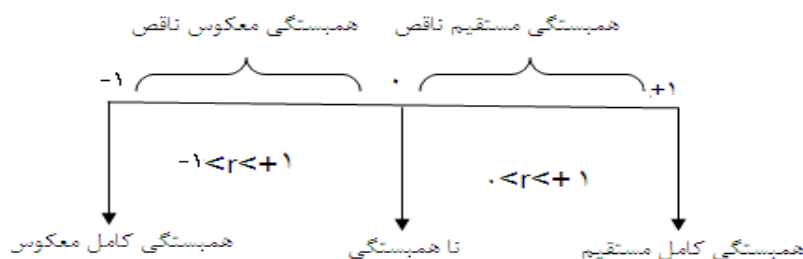 همبستگی مستقیم ناقص
همبستگی معکوس ناقص
+۱
۰
-۱
۰<r<+۱
-۱<r<+۱
همبستگی کامل مستقیم
نا همبستگی
همبستگی کامل معکوس